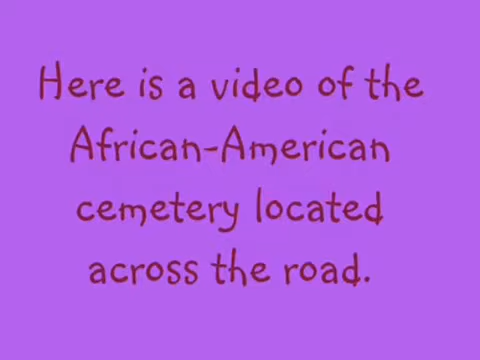 Here is a video of the
African-American
cemetery located
across the road.